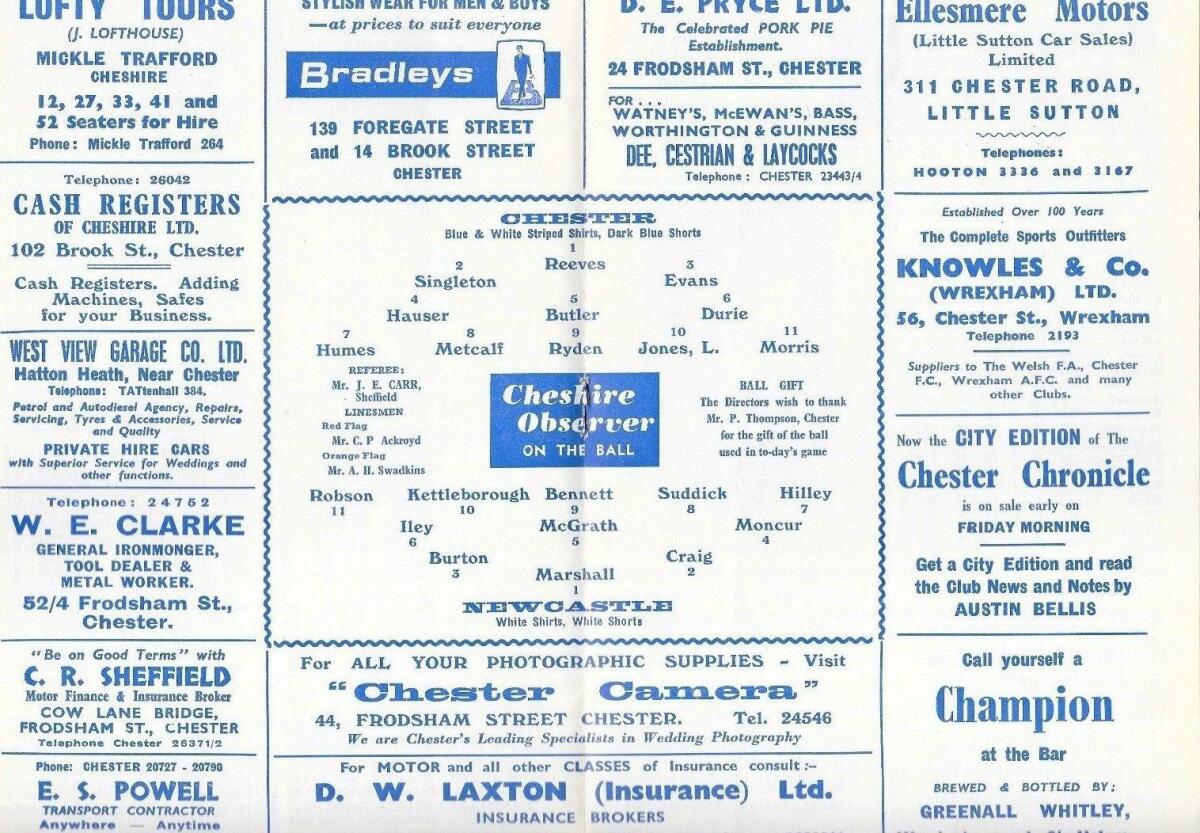 LOFTY TOURS
(J. LOFTHOUSE)
MICKLE TRAFFORD
CHESHIRE
12, 27, 33, 41 and
52 Seaters for Hire
Phone: Mickle Trafford 264
Telephone: 26042
CASH REGISTERS
OF CHESHIRE LTD.
102 Brook St., Chester
Cash Registers. Adding
Machines, Safes
for your Business.
WEST VIEW GARAGE CO. LTD.
Hatton Heath, Near Chester
Telephone: TATtenhall 384.
Petrol and Autodiesel Agency, Repairs,
Servicing, Tyres & Accessories, Service
and Quality
PRIVATE HIRE CARS
with Superior Service for Weddings and
other functions.
Telephone: 24752
W. E. CLARKE
GENERAL IRONMONGER,
TOOL DEALER &
METAL WORKER.
52/4 Frodsham St.,
Chester.
"Be on Good Terms" with
C. R. SHEFFIELD
Motor Finance & Insurance Broker
COW LANE BRIDGE,
FRODSHAM ST., CHESTER
Telephone Chester 26371/2
Phone: CHESTER 20727 - 20790
E. S. POWELL
TRANSPORT CONTRACTOR
Anywhere — Anytime
STYLISH WEAR FOR MEN & BOYS
—at prices to suit everyone
Bradleys
139 FOREGATE STREET
and 14 BROOK STREET
CHESTER
D. E. PRYCE LTD.
The Celebrated PORK PIE
Establishment.
24 FRODSHAM ST., CHESTER
FOR . . .
WATNEY'S, McEWAN'S, BASS,
WORTHINGTON & GUINNESS
DEE, CESTRIAN & LAYCOCKS
Telephone : CHESTER 23443/4
CHESTER
Blue & White Striped Shirts, Dark Blue Shorts
1
2 Reeves 3
Singleton Evans
4 5 6
Hauser Butler Durie
7 8 9 10 11
Humes Metcalf Ryden Jones, L. Morris
REFEREE:
Mr. J. E. CARR,
Sheffield
LINESMEN
Red Flag
Mr. C. P Ackroyd
Orange Flag
Mr. A. H. Swadkins
Cheshire
Observer
ON THE BALL
BALL GIFT
The Directors wish to thank
Mr. P. Thompson, Chester
for the gift of the ball
used in to-day's game
Robson Kettleborough Bennett Suddick Hilley
11 10 9 8 7
Iley McGrath Moncur
6 5 4
Burton Craig
3 Marshall 2
1
NEWCASTLE
White Shirts, White Shorts
For ALL YOUR PHOTOGRAPHIC SUPPLIES - Visit
"Chester Camera"
44, FRODSHAM STREET CHESTER. Tel. 24546
We are Chester's Leading Specialists in Wedding Photography
For MOTOR and all other CLASSES of Insurance consult:-
D. W. LAXTON (Insurance) Ltd.
INSURANCE BROKERS
Ellesmere Motors
(Little Sutton Car Sales)
Limited
311 CHESTER ROAD,
LITTLE SUTTON
Telephones:
HOOTON 3336 and 3167
Established Over 100 Years
The Complete Sports Outfitters
KNOWLES & Co.
(WREXHAM) LTD.
56, Chester St., Wrexham
Telephone 2193
Suppliers to The Welsh F.A., Chester
F.C., Wrexham A.F.C. and many
other Clubs.
Now the CITY EDITION of The
Chester Chronicle
is on sale early on
FRIDAY MORNING
Get a City Edition and read
the Club News and Notes by
AUSTIN BELLIS
Call yourself a
Champion
at the Bar
BREWED & BOTTLED BY;
GREENALL WHITLEY,